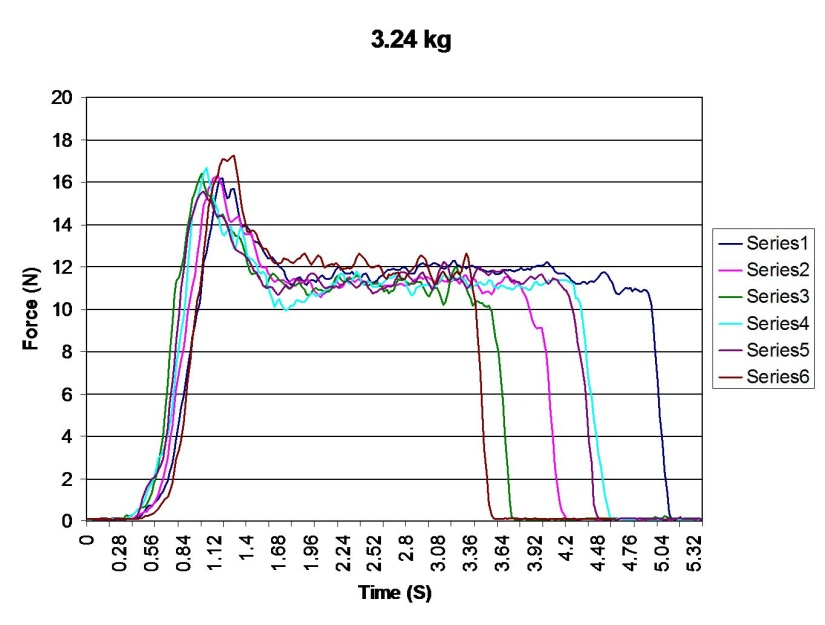 3.24 kg
20
18
16
14
12
10
8
6
4
2
0
Force (N)
0 0.28 0.56 0.84 1.12 1.4 1.68 1.96 2.24 2.52 2.8 3.08 3.36 3.64 3.92 4.2 4.48 4.76 5.04 5.32
Time (S)
Series1
Series2
Series3
Series4
Series5
Series6